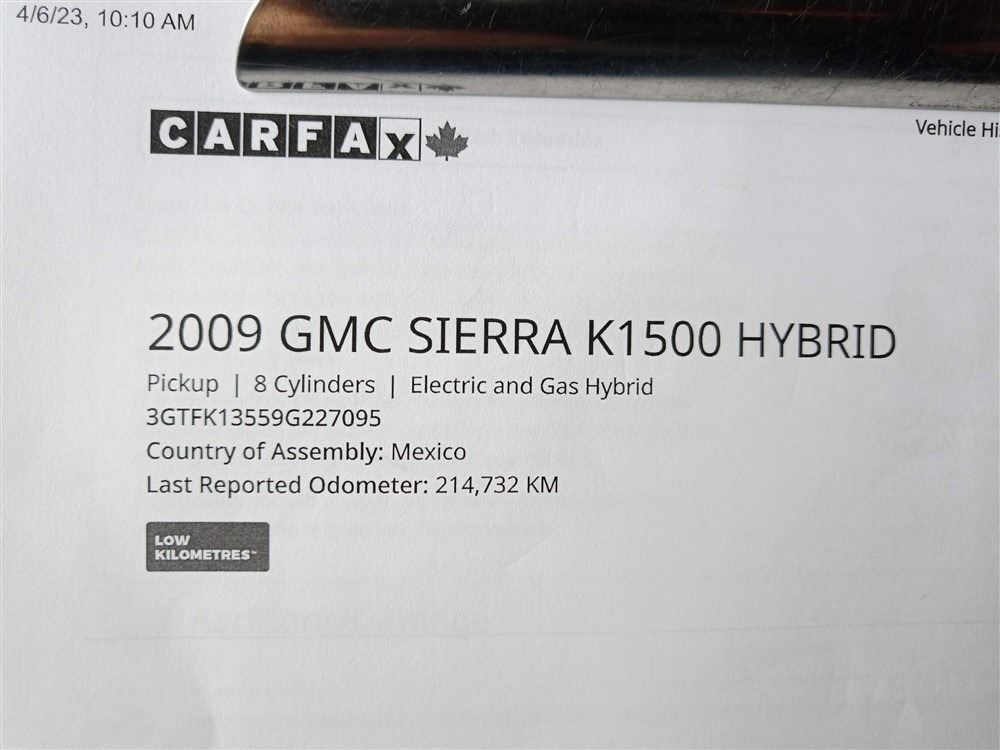 4/6/23, 10:10 AM
CARFAX
Vehicle Hi
2009 GMC SIERRA K1500 HYBRID
Pickup | 8 Cylinders | Electric and Gas Hybrid
3GTFK13559G227095
Country of Assembly: Mexico
Last Reported Odometer: 214,732 KM
LOW
KILOMETRES™